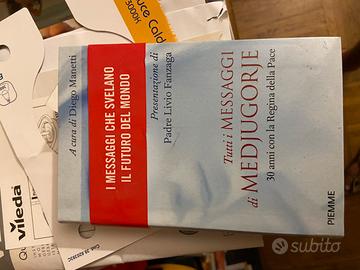 A cura di Diego Manetti
I MESSAGGI CHE SVELANO
IL FUTURO DEL MONDO
Presentazione di
Padre Livio Fanzaga
Tutti i MESSAGGI
di MEDJUGORJE
30 anni con la Regina della Pace
PIEMME
vileda
subito